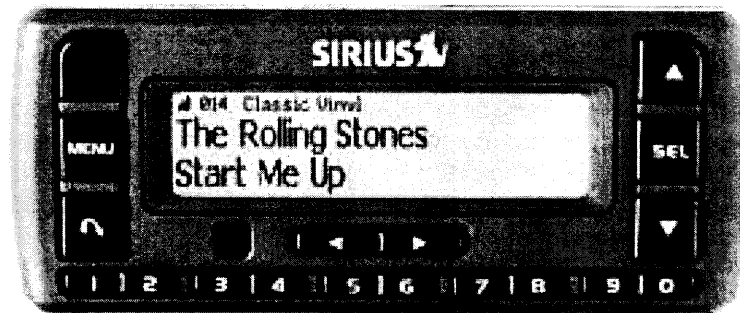 SIRIUS
014 Classic Vinyl
The Rolling Stones
MENU
SEL
Start Me Up
1 2 3 4 5 6 7 8 9 0